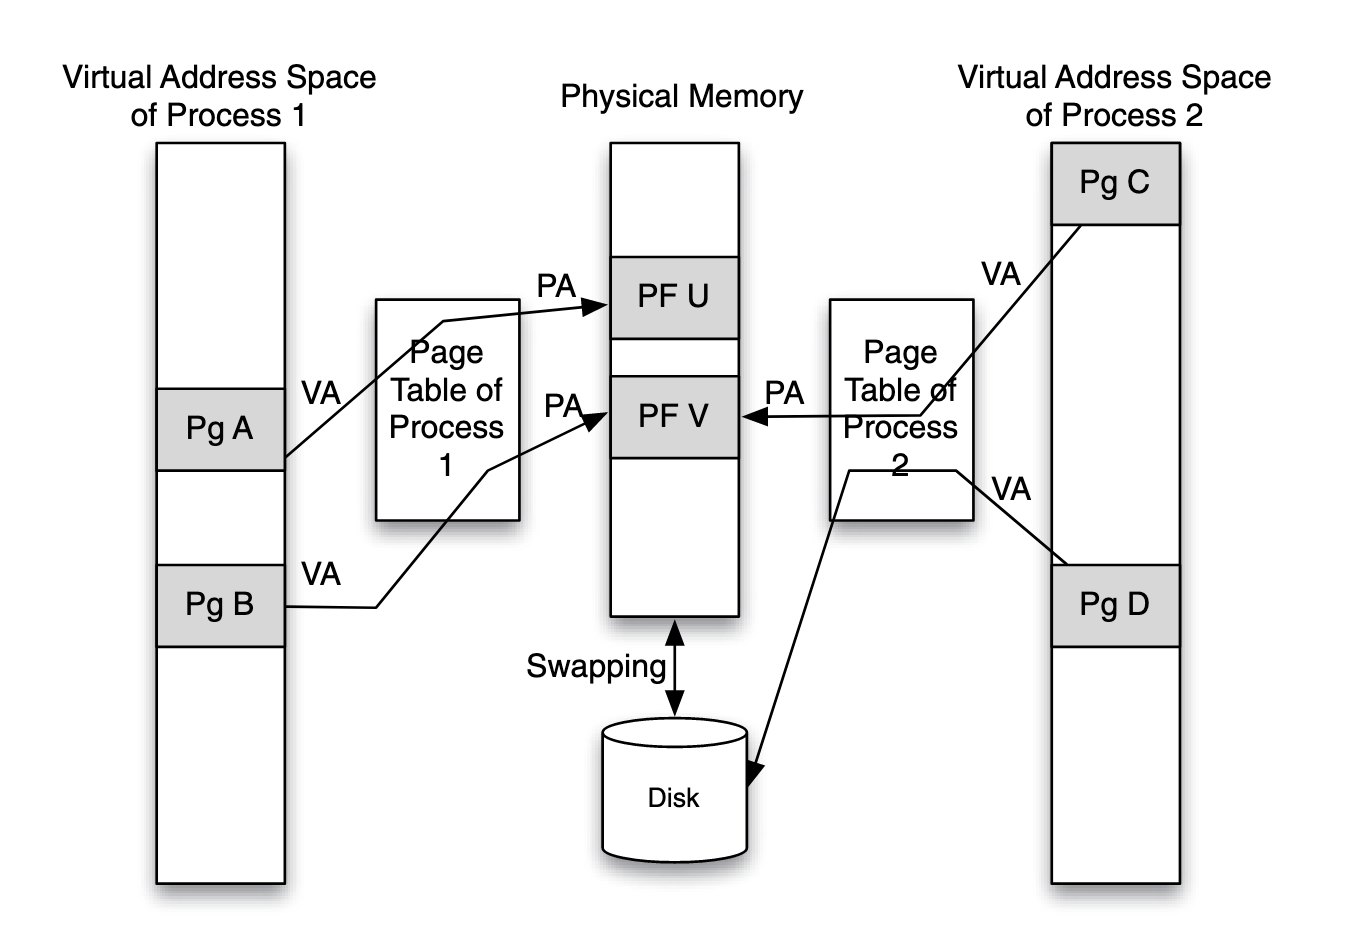 Virtual Address Space
of Process 1
Physical Memory
Virtual Address Space
of Process 2
Pg C
VA
PA
PF U
Page
Table of
Process
1
Page
Table of
Process
2
VA
PA
PA
Pg A
PF V
VA
VA
Pg B
Pg D
Swapping
Disk